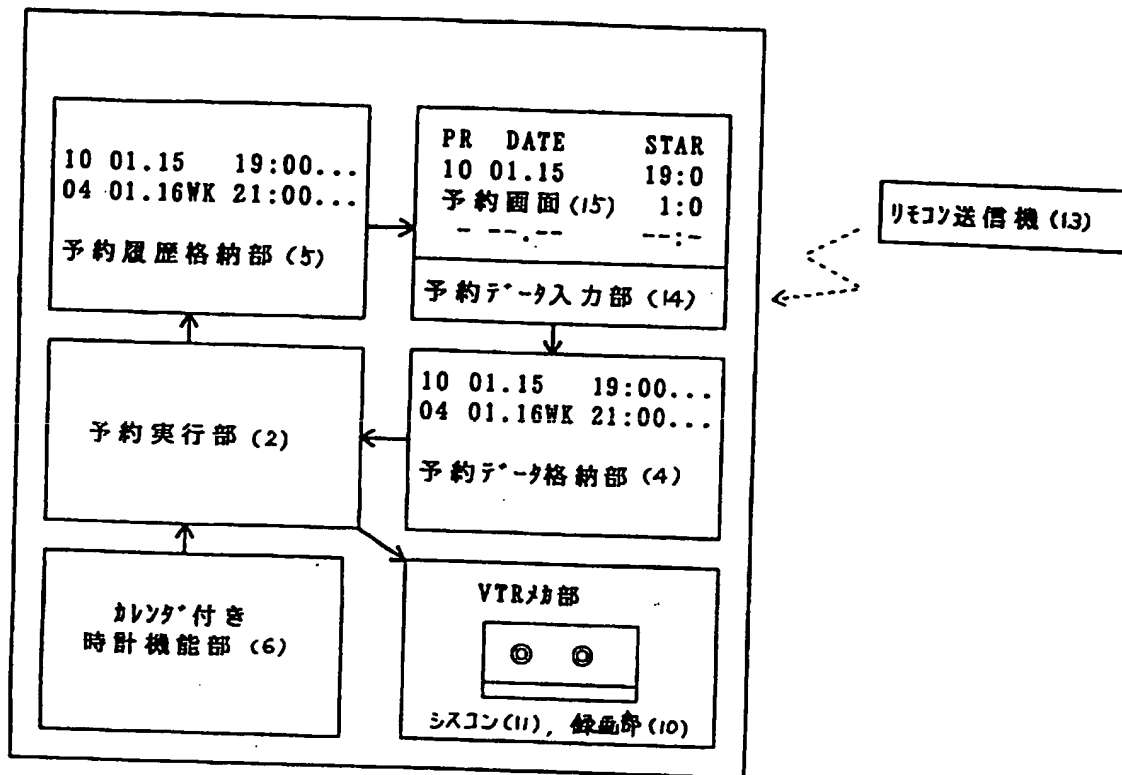 10 01.15 19:00...
04 01.16WK 21:00...
予約履歴格納部 (5)
PR DATE STAR
10 01.15 19:0
予約画面 (15) 1:0
- --.-- --:-
予約データ入力部 (14)
リモコン送信機 (13)
予約実行部 (2)
10 01.15 19:00...
04 01.16WK 21:00...
予約データ格納部 (4)
カレンダ付き
時計機能部 (6)
VTRメカ部
シスコン(11), 録画部(10)